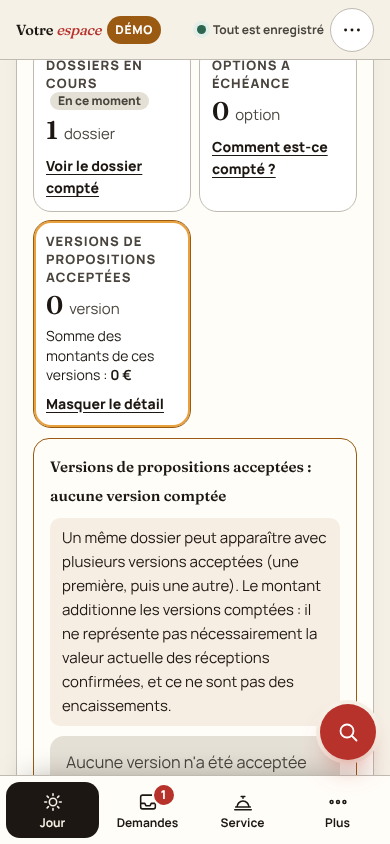 Votre espace DÉMO Tout est enregistré
DOSSIERS EN
COURS
En ce moment
1 dossier
Voir le dossier
compté
OPTIONS À
ÉCHÉANCE
0 option
Comment est-ce
compté ?
VERSIONS DE
PROPOSITIONS
ACCEPTÉES
0 version
Somme des
montants de ces
versions : 0 €
Masquer le détail
Versions de propositions acceptées :
aucune version comptée
Un même dossier peut apparaître avec
plusieurs versions acceptées (une
première, puis une autre). Le montant
additionne les versions comptées : il
ne représente pas nécessairement la
valeur actuelle des réceptions
confirmées, et ce ne sont pas des
encaissements.
Aucune version n'a été acceptée
Jour
1
Demandes
Service
Plus